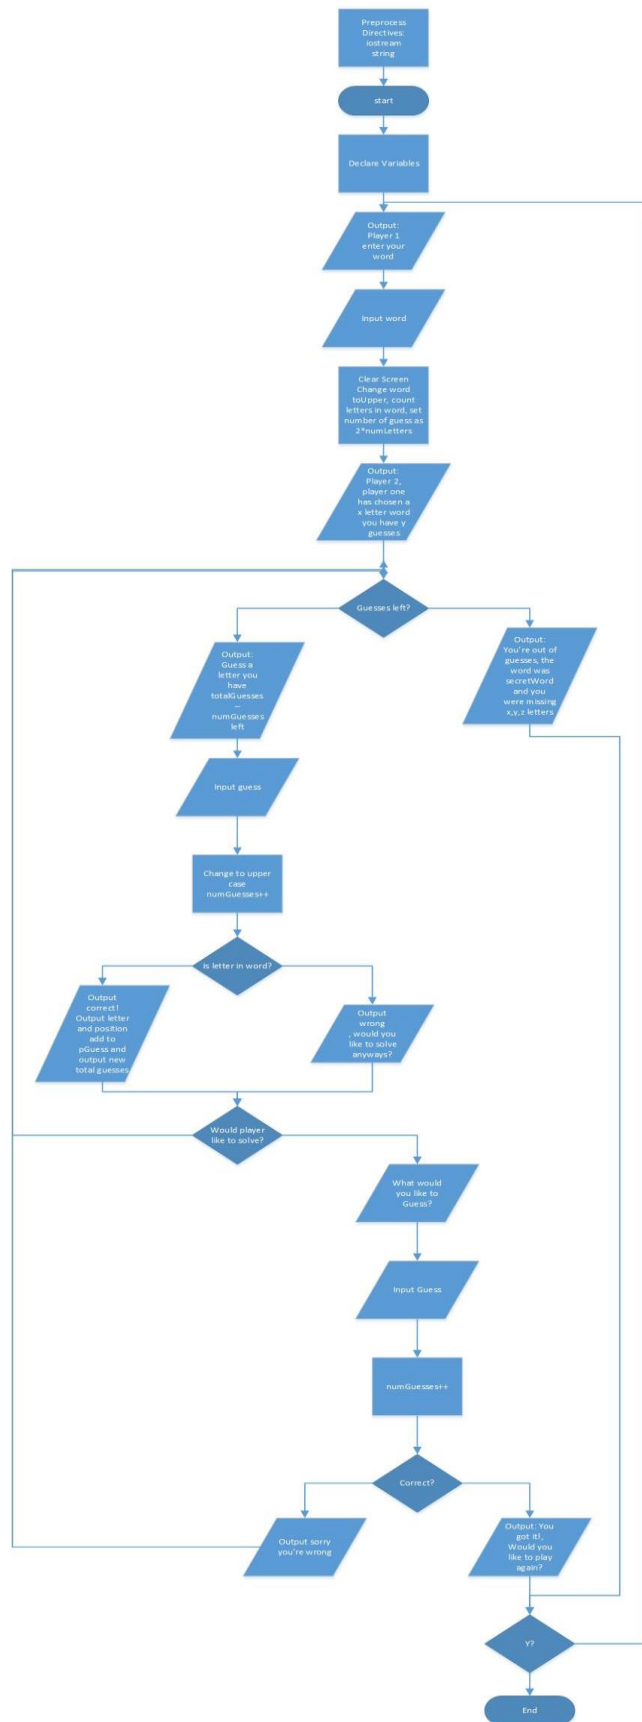 Preprocess
Directives:
iostream
string
start
Declare Variables
Output:
Player 1
enter your
word
Input word
Clear Screen
Change word
toUpper, count
letters in word, set
number of guess as
2*numLetters
Output:
Player 2,
player one
has chosen a
x letter word
you have y
guesses
Guesses left?
Output:
Guess a
letter you
have
totalGuesses
–
numGuesses
left
Output:
You're out of
guesses, the
word was
secretWord
and you
were missing
x,y,z letters
Input guess
Change to upper
case
numGuesses++
Is letter in word?
Output
correct!
Output letter
and position
add to
pGuess and
output new
total guesses
Output
wrong
, would you
like to solve
anyways?
Would player
like to solve?
What would
you like to
Guess?
Input Guess
numGuesses++
Correct?
Output sorry
you're wrong
Output: You
got it!,
Would you
like to play
again?
Y?
End